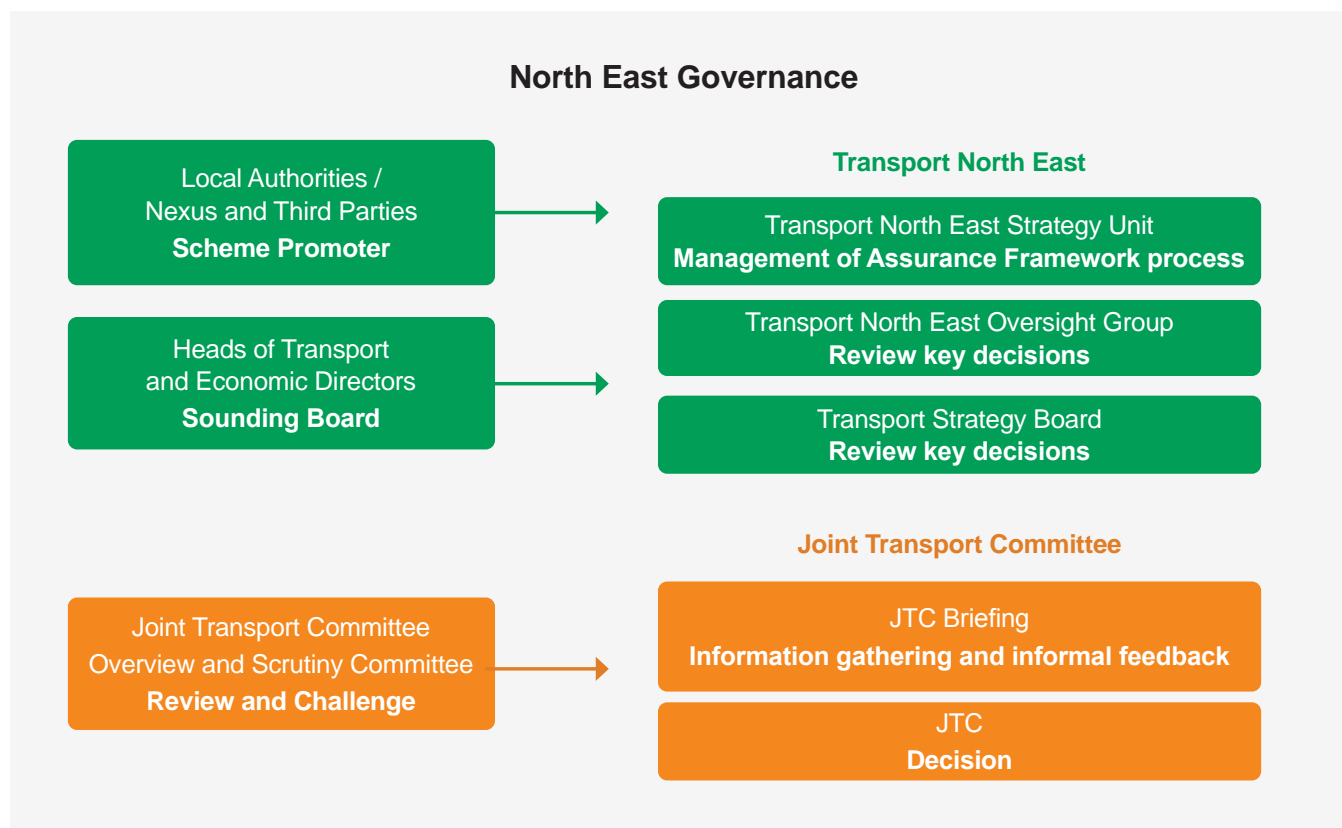 North East Governance
Local Authorities /
Nexus and Third Parties
Scheme Promoter
Heads of Transport
and Economic Directors
Sounding Board
Transport North East
Transport North East Strategy Unit
Management of Assurance Framework process
Transport North East Oversight Group
Review key decisions
Transport Strategy Board
Review key decisions
Joint Transport Committee
Overview and Scrutiny Committee
Review and Challenge
Joint Transport Committee
JTC Briefing
Information gathering and informal feedback
JTC
Decision